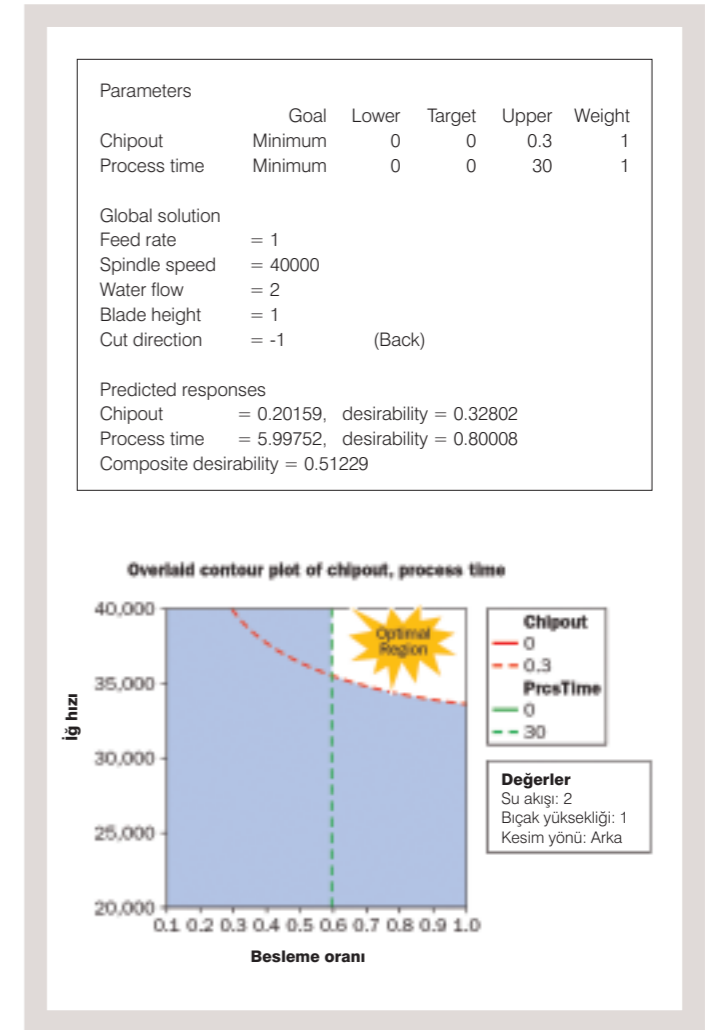 Parameters
Goal Lower Target Upper Weight
Chipout Minimum 0 0 0.3 1
Process time Minimum 0 0 30 1
Global solution
Feed rate = 1
Spindle speed = 40000
Water flow = 2
Blade height = 1
Cut direction = -1 (Back)
Predicted responses
Chipout = 0.20159, desirability = 0.32802
Process time = 5.99752, desirability = 0.80008
Composite desirability = 0.51229
Overlaid contour plot of chipout, process time
40,000
35,000
30,000
25,000
20,000
İğ hızı
Optimal
Region
0.1 0.2 0.3 0.4 0.5 0.6 0.7 0.8 0.9 1.0
Besleme oranı
Chipout
0
0.3
PrcsTime
0
30
Değerler
Su akışı: 2
Bıçak yüksekliği: 1
Kesim yönü: Arka